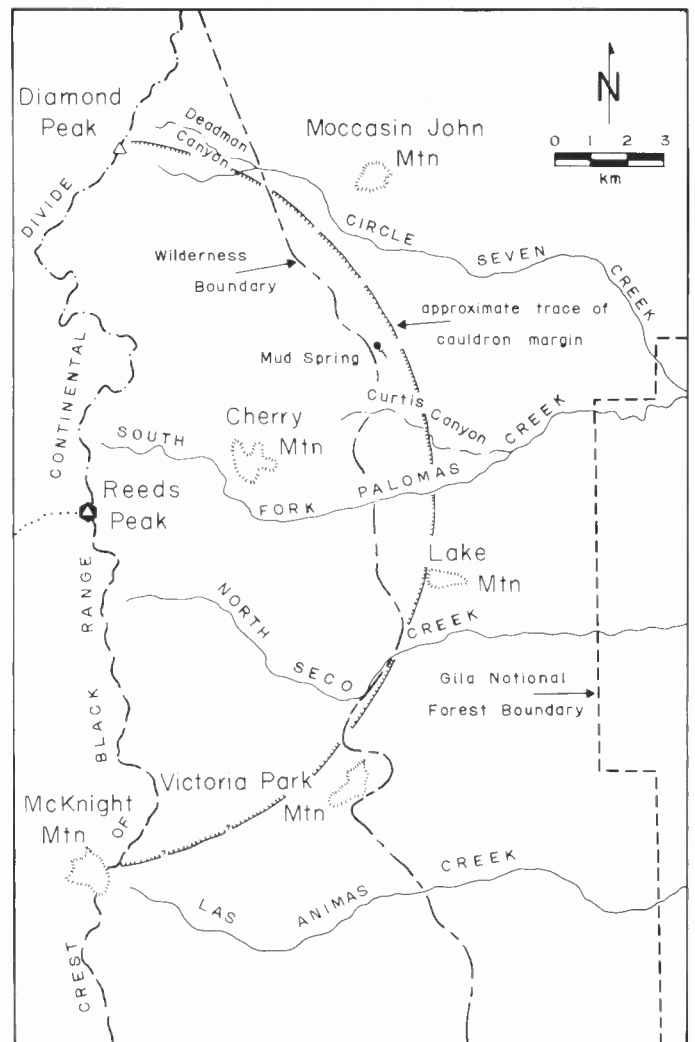 Diamond
Peak
Deadman
Canyon
Moccasin John
Mtn
N
0 1 2 3
km
DIVIDE
CIRCLE SEVEN CREEK
Wilderness
Boundary
approximate trace of
cauldron margin
Mud Spring
CONTINENTAL
Curtis Canyon
Cherry
Mtn
SOUTH FORK PALOMAS CREEK
Reeds
Peak
Lake
Mtn
NORTH SECO CREEK
Gila National
Forest Boundary
Victoria Park
Mtn
McKnight
Mtn
LAS ANIMAS CREEK
CREST OF BLACK RANGE
? ?